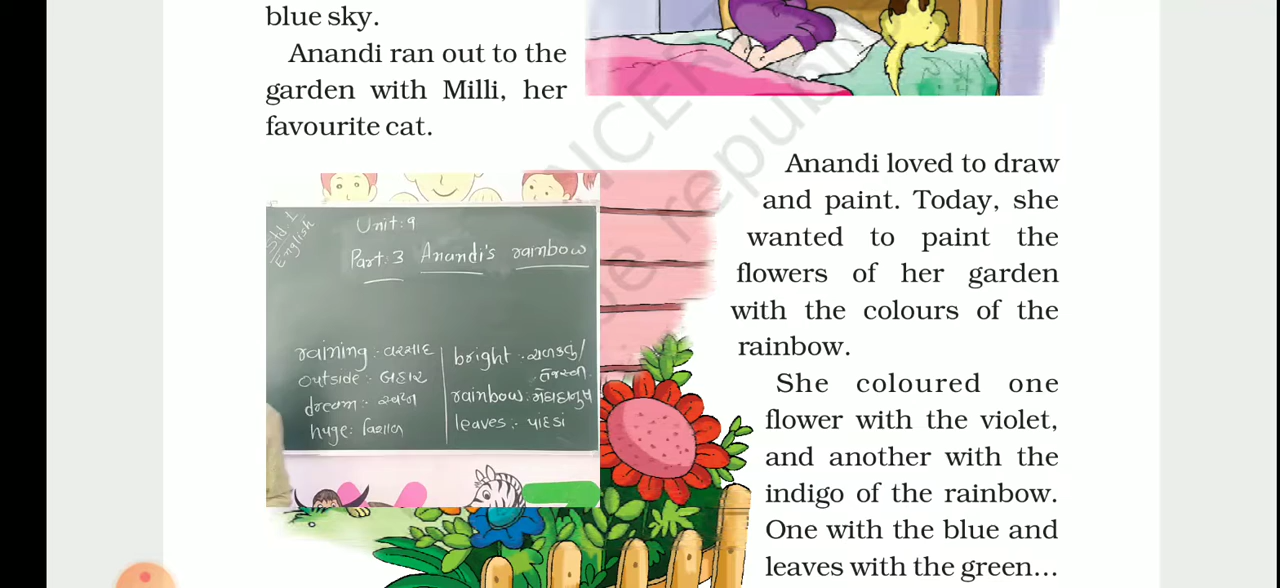 blue sky.
Anandi ran out to the
garden with Milli, her
favourite cat.
Std 1
English
Unit: 9
Part: 3 Anandi's rainbow
raining : વરસાદ
outside : બહાર
dream : સ્વપ્ન
huge : વિશાળ
bright : ચળકતું/
તેજસ્વી
rainbow : મેઘધનુષ
leaves : પાંદડાં
Anandi loved to draw
and paint. Today, she
wanted to paint the
flowers of her garden
with the colours of the
rainbow.
She coloured one
flower with the violet,
and another with the
indigo of the rainbow.
One with the blue and
leaves with the green...